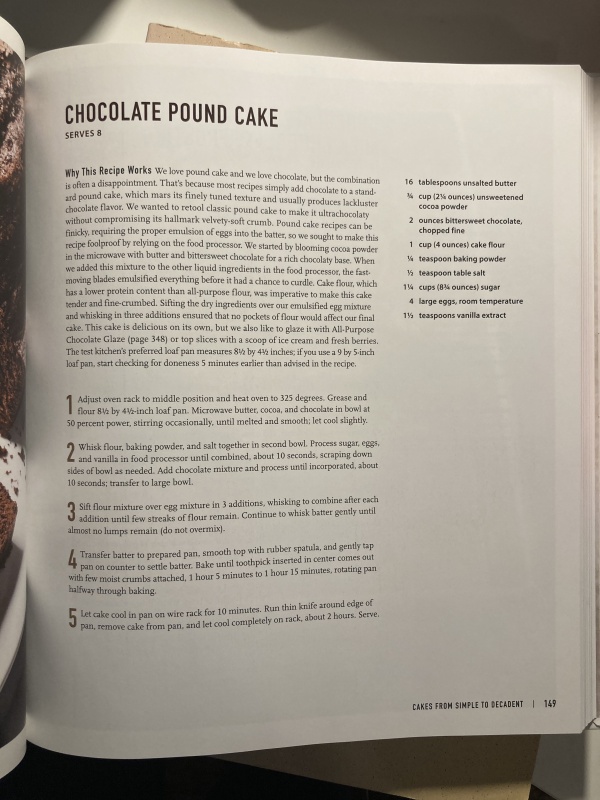 CHOCOLATE POUND CAKE
SERVES 8
Why This Recipe Works We love pound cake and we love chocolate, but the combination
is often a disappointment. That's because most recipes simply add chocolate to a stand-
ard pound cake, which mars its finely tuned texture and usually produces lackluster
chocolate flavor. We wanted to retool classic pound cake to make it ultrachocolaty
without compromising its hallmark velvety-soft crumb. Pound cake recipes can be
finicky, requiring the proper emulsion of eggs into the batter, so we sought to make this
recipe foolproof by relying on the food processor. We started by blooming cocoa powder
in the microwave with butter and bittersweet chocolate for a rich chocolaty base. When
we added this mixture to the other liquid ingredients in the food processor, the fast-
moving blades emulsified everything before it had a chance to curdle. Cake flour, which
has a lower protein content than all-purpose flour, was imperative to make this cake
tender and fine-crumbed. Sifting the dry ingredients over our emulsified egg mixture
and whisking in three additions ensured that no pockets of flour would affect our final
cake. This cake is delicious on its own, but we also like to glaze it with All-Purpose
Chocolate Glaze (page 348) or top slices with a scoop of ice cream and fresh berries.
The test kitchen's preferred loaf pan measures 8½ by 4½ inches; if you use a 9 by 5-inch
loaf pan, start checking for doneness 5 minutes earlier than advised in the recipe.
1 Adjust oven rack to middle position and heat oven to 325 degrees. Grease and
flour 8½ by 4½-inch loaf pan. Microwave butter, cocoa, and chocolate in bowl at
50 percent power, stirring occasionally, until melted and smooth; let cool slightly.
2 Whisk flour, baking powder, and salt together in second bowl. Process sugar, eggs,
and vanilla in food processor until combined, about 10 seconds, scraping down
sides of bowl as needed. Add chocolate mixture and process until incorporated, about
10 seconds; transfer to large bowl.
3 Sift flour mixture over egg mixture in 3 additions, whisking to combine after each
addition until few streaks of flour remain. Continue to whisk batter gently until
almost no lumps remain (do not overmix).
4 Transfer batter to prepared pan, smooth top with rubber spatula, and gently tap
pan on counter to settle batter. Bake until toothpick inserted in center comes out
with few moist crumbs attached, 1 hour 5 minutes to 1 hour 15 minutes, rotating pan
halfway through baking.
5 Let cake cool in pan on wire rack for 10 minutes. Run thin knife around edge of
pan, remove cake from pan, and let cool completely on rack, about 2 hours. Serve.
16 tablespoons unsalted butter
¾ cup (2¼ ounces) unsweetened
cocoa powder
2 ounces bittersweet chocolate,
chopped fine
1 cup (4 ounces) cake flour
¼ teaspoon baking powder
½ teaspoon table salt
1¼ cups (8¾ ounces) sugar
4 large eggs, room temperature
1½ teaspoons vanilla extract
CAKES FROM SIMPLE TO DECADENT | 149